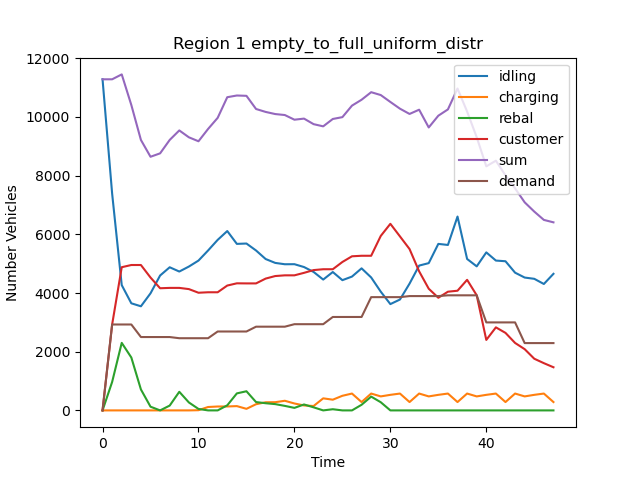 Region 1 empty_to_full_uniform_distr
12000
10000
8000
6000
4000
2000
0
Number Vehicles
idling
charging
rebal
customer
sum
demand
0
10
20
30
40
Time